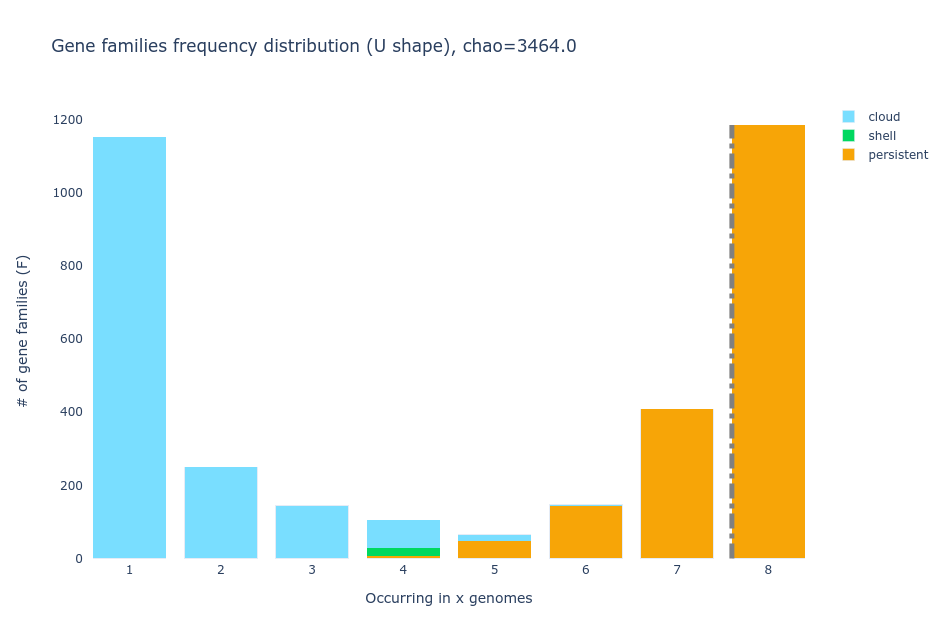 Gene families frequency distribution (U shape), chao=3464.0
cloud
shell
persistent
# of gene families (F)
1200
1000
800
600
400
200
0
1 2 3 4 5 6 7 8
Occurring in x genomes